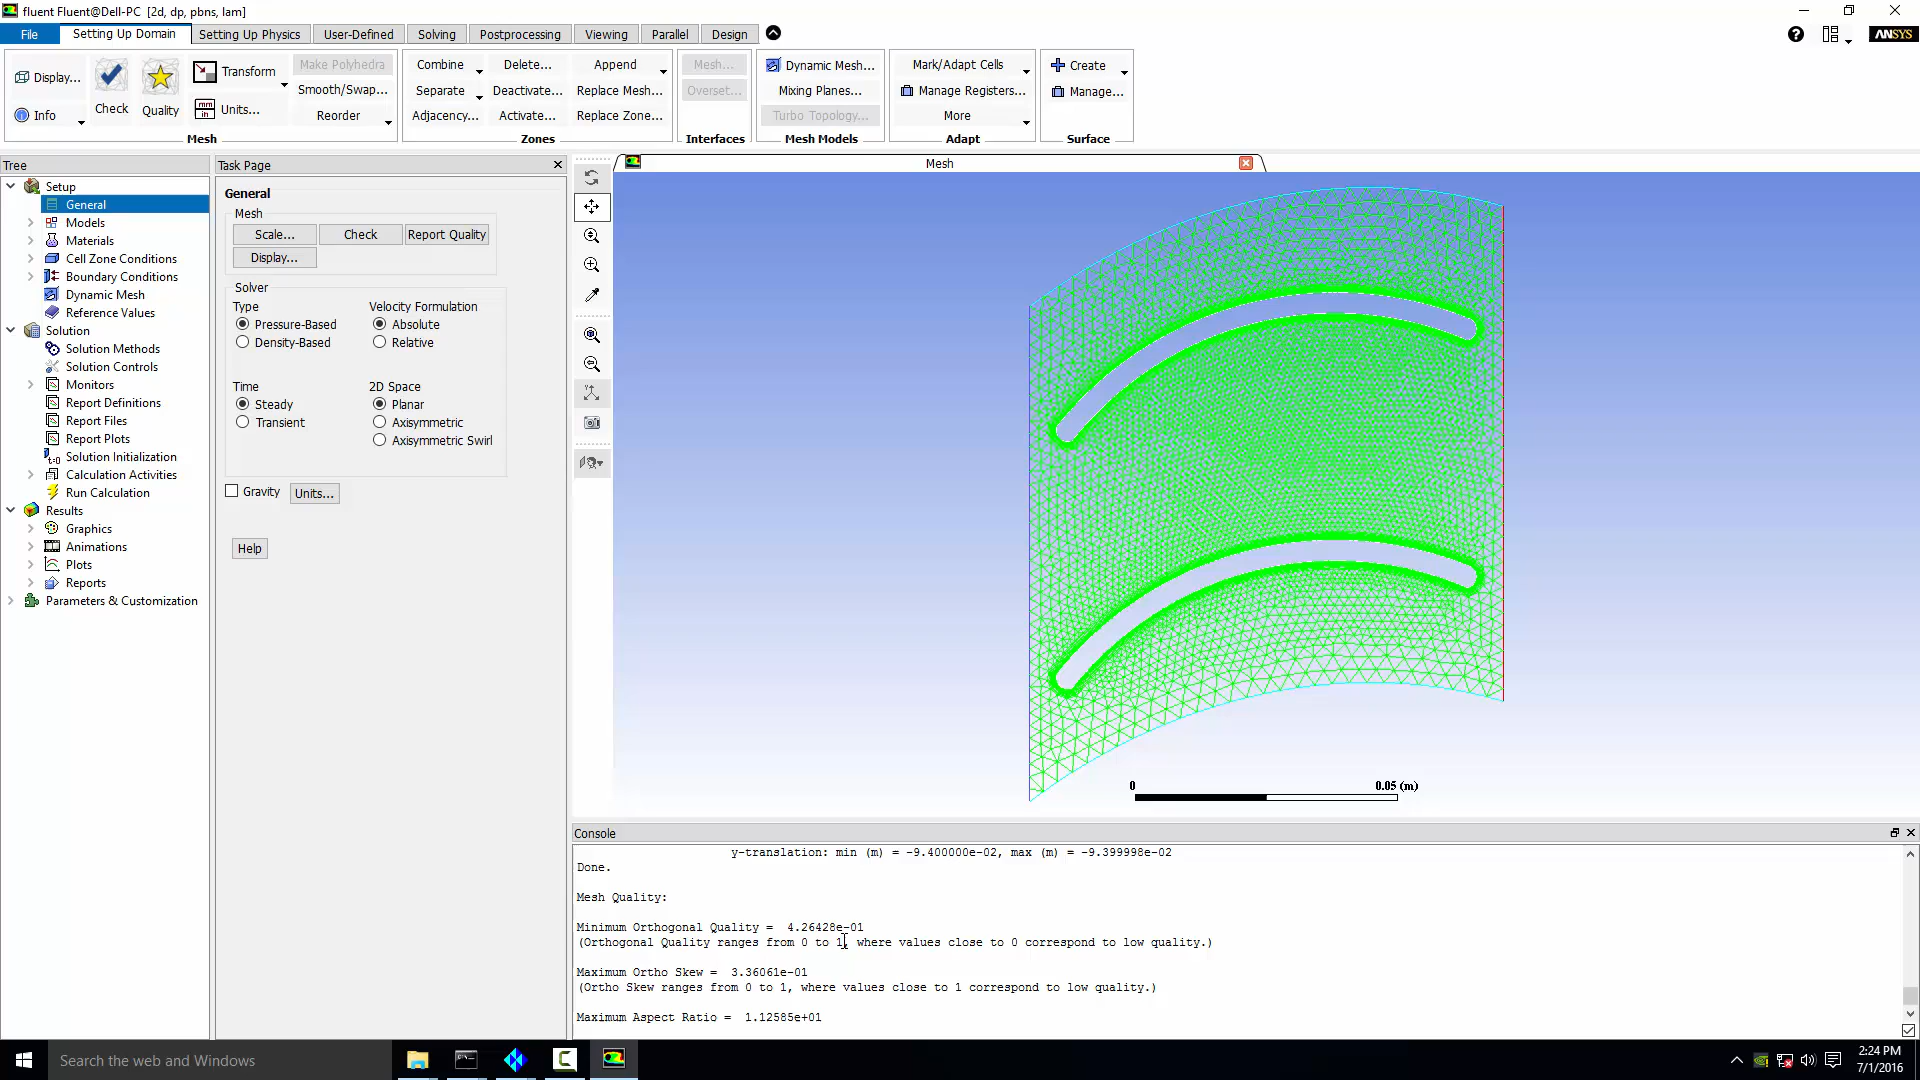 fluent Fluent@Dell-PC [2d, dp, pbns, lam]
File
Setting Up Domain
Setting Up Physics
User-Defined
Solving
Postprocessing
Viewing
Parallel
Design
ANSYS
Display...
Info
Check
Quality
Transform
Units...
Make Polyhedra
Smooth/Swap...
Reorder
Mesh
Combine
Separate
Adjacency...
Delete...
Deactivate...
Activate...
Append
Replace Mesh...
Replace Zone...
Zones
Mesh...
Overset...
Interfaces
Dynamic Mesh...
Mixing Planes...
Turbo Topology...
Mesh Models
Mark/Adapt Cells
Manage Registers...
More
Adapt
Create
Manage...
Surface
Tree
Setup
General
Models
Materials
Cell Zone Conditions
Boundary Conditions
Dynamic Mesh
Reference Values
Solution
Solution Methods
Solution Controls
Monitors
Report Definitions
Report Files
Report Plots
Solution Initialization
Calculation Activities
Run Calculation
Results
Graphics
Animations
Plots
Reports
Parameters & Customization
Task Page
General
Mesh
Scale...
Check
Report Quality
Display...
Solver
Type
Velocity Formulation
Pressure-Based
Absolute
Density-Based
Relative
Time
2D Space
Steady
Planar
Transient
Axisymmetric
Axisymmetric Swirl
Gravity
Units...
Help
Mesh
0
0.05 (m)
Console
y-translation: min (m) = -9.400000e-02, max (m) = -9.399998e-02
Done.
Mesh Quality:
Minimum Orthogonal Quality = 4.26428e-01
(Orthogonal Quality ranges from 0 to 1, where values close to 0 correspond to low quality.)
Maximum Ortho Skew = 3.36061e-01
(Ortho Skew ranges from 0 to 1, where values close to 1 correspond to low quality.)
Maximum Aspect Ratio = 1.12585e+01
Search the web and Windows
2:24 PM
7/1/2016